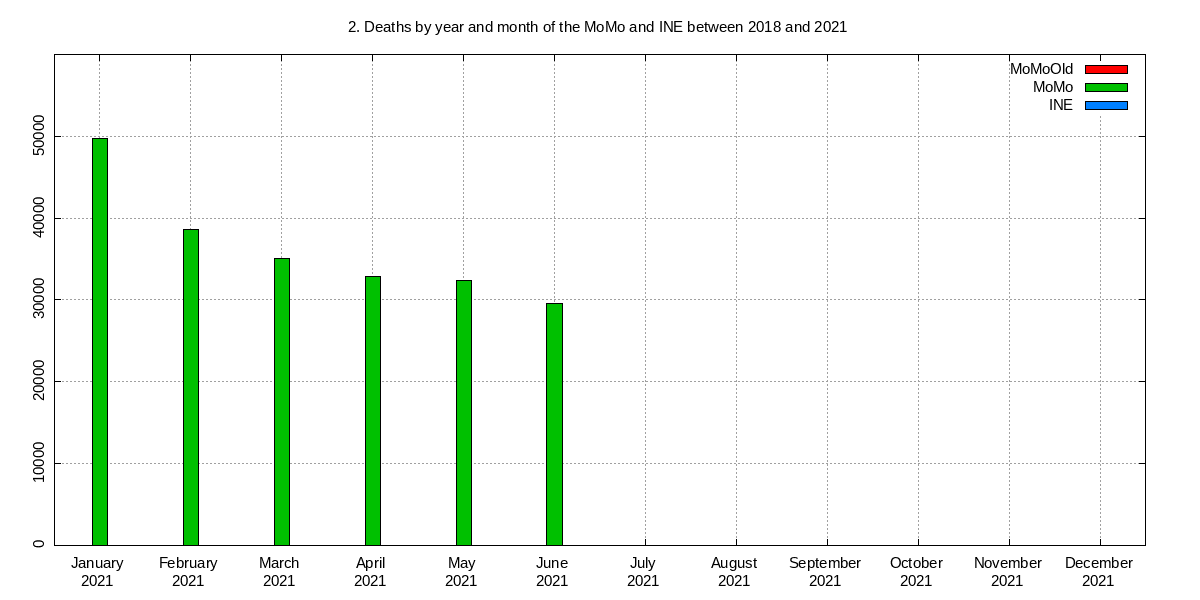 2. Deaths by year and month of the MoMo and INE between 2018 and 2021
MoMoOld
MoMo
INE
50000
40000
30000
20000
10000
0
January February March April May June July August September October November December
2021 2021 2021 2021 2021 2021 2021 2021 2021 2021 2021 2021